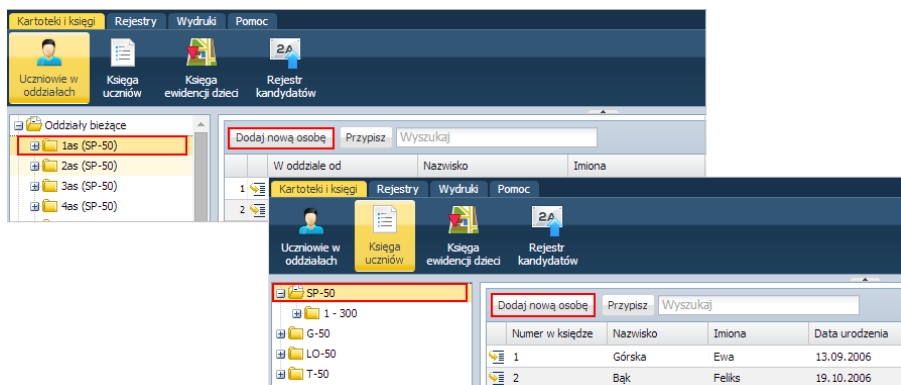 Kartoteki i księgi Rejestry Wydruki Pomoc
Uczniowie w oddziałach Księga uczniów Księga ewidencji dzieci Rejestr kandydatów
Oddziały bieżące
1as (SP-50)
2as (SP-50)
3as (SP-50)
4as (SP-50)
Dodaj nową osobę Przypisz Wyszukaj
W oddziale od Nazwisko Imiona
1
2
Kartoteki i księgi Rejestry Wydruki Pomoc
Uczniowie w oddziałach Księga uczniów Księga ewidencji dzieci Rejestr kandydatów
SP-50
1 - 300
G-50
LO-50
T-50
Dodaj nową osobę Przypisz Wyszukaj
Numer w księdze Nazwisko Imiona Data urodzenia
1 Górska Ewa 13.09.2006
2 Bąk Feliks 19.10.2006